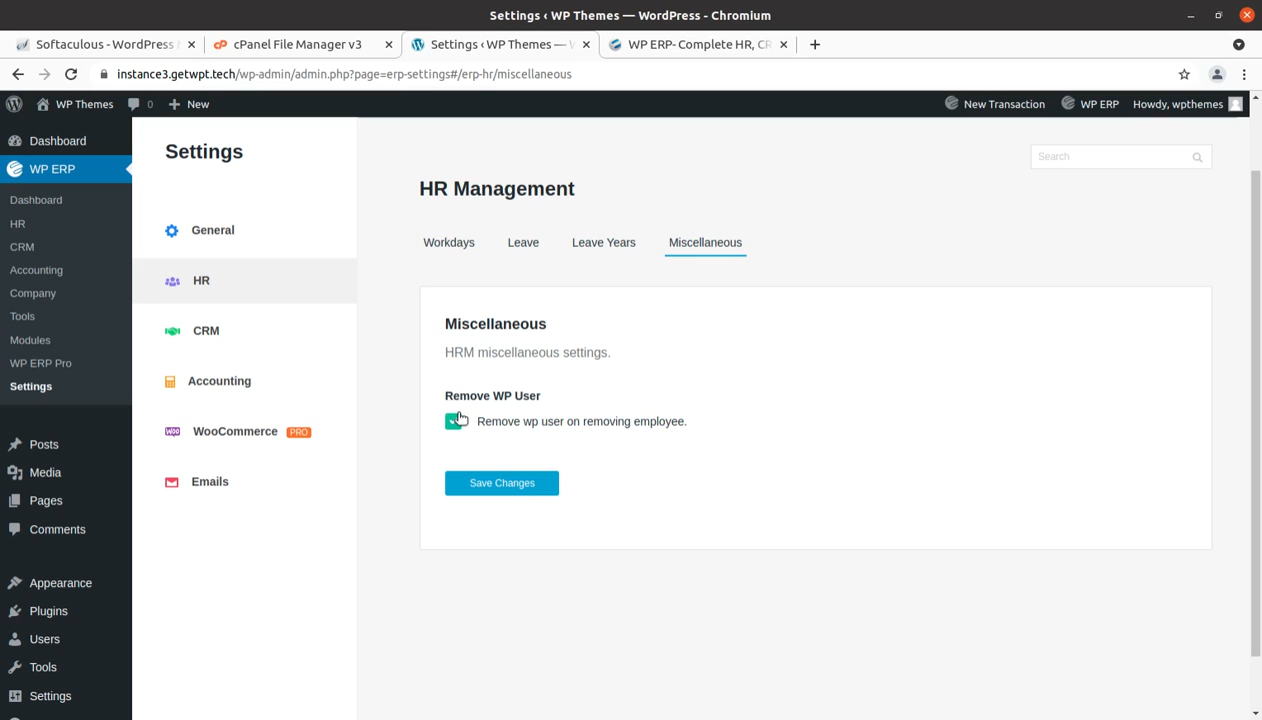 Settings ‹ WP Themes — WordPress - Chromium
Softaculous - WordPress
cPanel File Manager v3
Settings ‹ WP Themes —
WP ERP- Complete HR, CR
instance3.getwpt.tech/wp-admin/admin.php?page=erp-settings#/erp-hr/miscellaneous
WP Themes 0 New New Transaction WP ERP Howdy, wpthemes
Dashboard
WP ERP
Dashboard
HR
CRM
Accounting
Company
Tools
Modules
WP ERP Pro
Settings
Posts
Media
Pages
Comments
Appearance
Plugins
Users
Tools
Settings
Settings
General
HR
CRM
Accounting
WOO WooCommerce PRO
Emails
Search
HR Management
Workdays Leave Leave Years Miscellaneous
Miscellaneous
HRM miscellaneous settings.
Remove WP User
Remove wp user on removing employee.
Save Changes